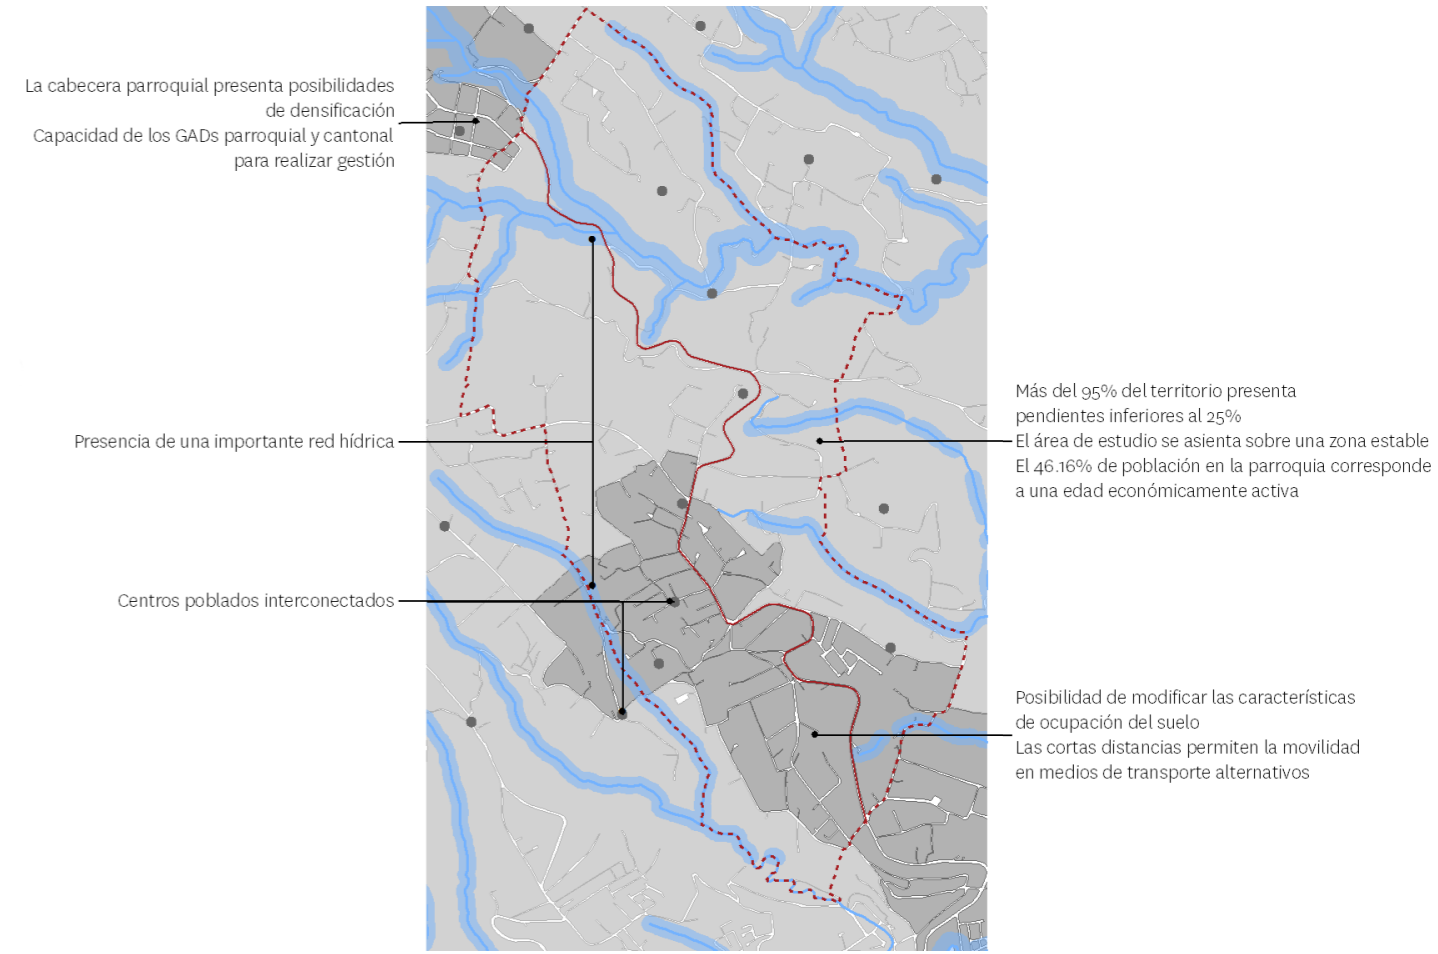 La cabecera parroquial presenta posibilidades
de densificación
Capacidad de los GADs parroquial y cantonal
para realizar gestión
Presencia de una importante red hídrica
Centros poblados interconectados
Más del 95% del territorio presenta
pendientes inferiores al 25%
El área de estudio se asienta sobre una zona estable
El 46.16% de población en la parroquia corresponde
a una edad económicamente activa
Posibilidad de modificar las características
de ocupación del suelo
Las cortas distancias permiten la movilidad
en medios de transporte alternativos